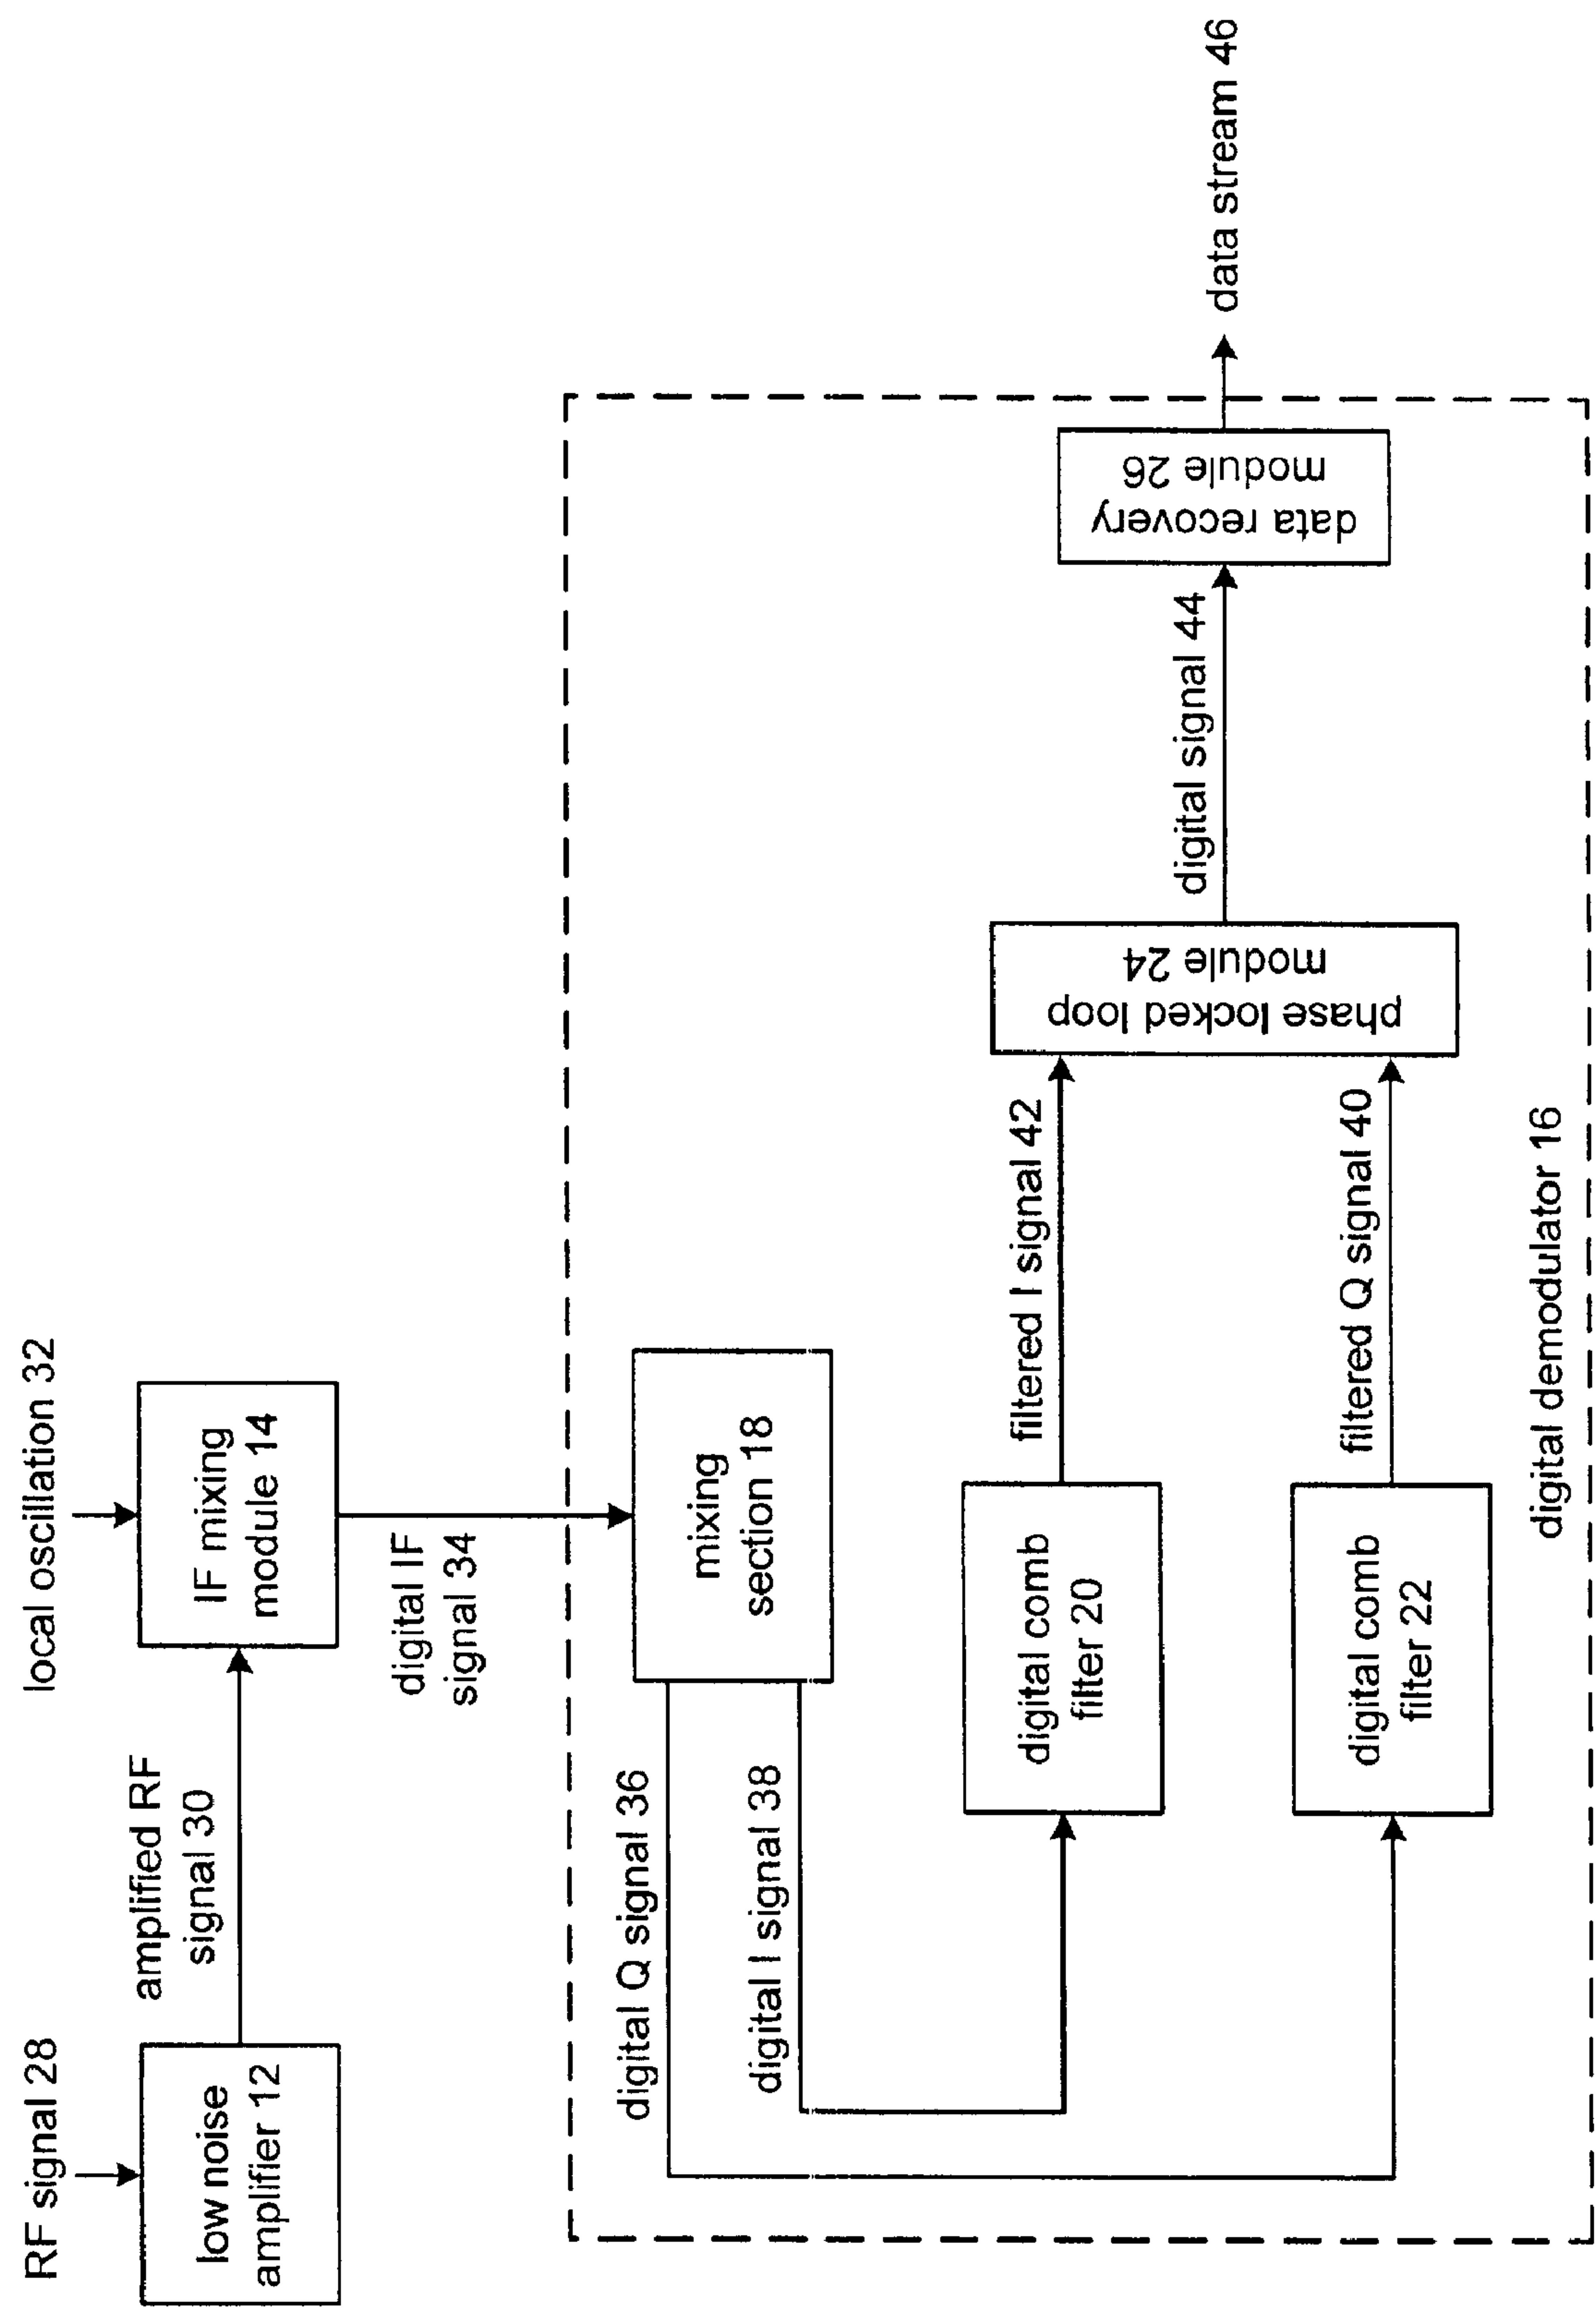 RF signal 28
low noise
amplifier 12
amplified RF
signal 30
local oscillation 32
IF mixing
module 14
digital IF
signal 34
mixing
section 18
digital Q signal 36
digital I signal 38
digital comb
filter 20
digital comb
filter 22
filtered I signal 42
filtered Q signal 40
phase locked loop
module 24
digital signal 44
data recovery
module 26
data stream 46
digital demodulator 16